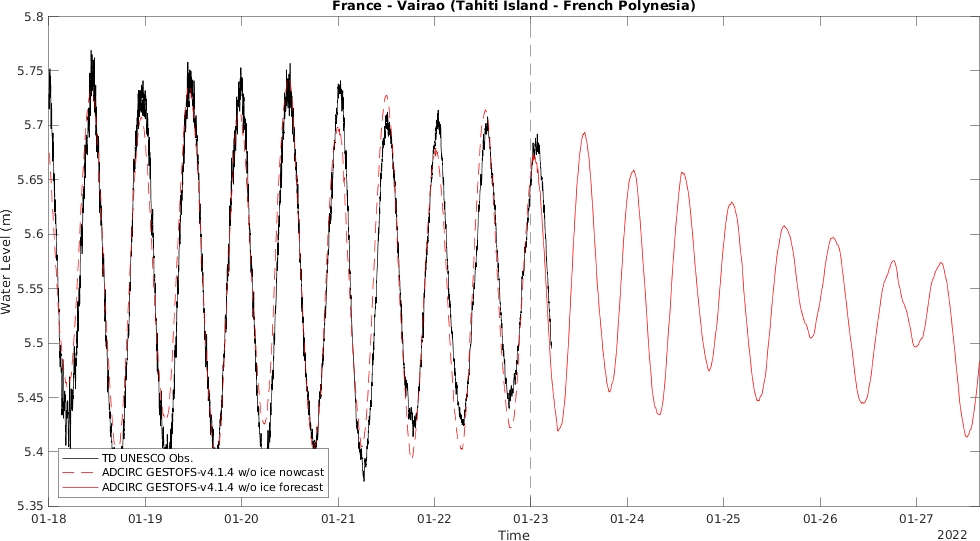 France - Vairao (Tahiti Island - French Polynesia)
5.8
5.75
5.7
5.65
5.6
5.55
5.5
5.45
5.4
5.35
Water Level (m)
TD UNESCO Obs.
ADCIRC GESTOFS-v4.1.4 w/o ice nowcast
ADCIRC GESTOFS-v4.1.4 w/o ice forecast
01-18 01-19 01-20 01-21 01-22 01-23 01-24 01-25 01-26 01-27
Time
2022